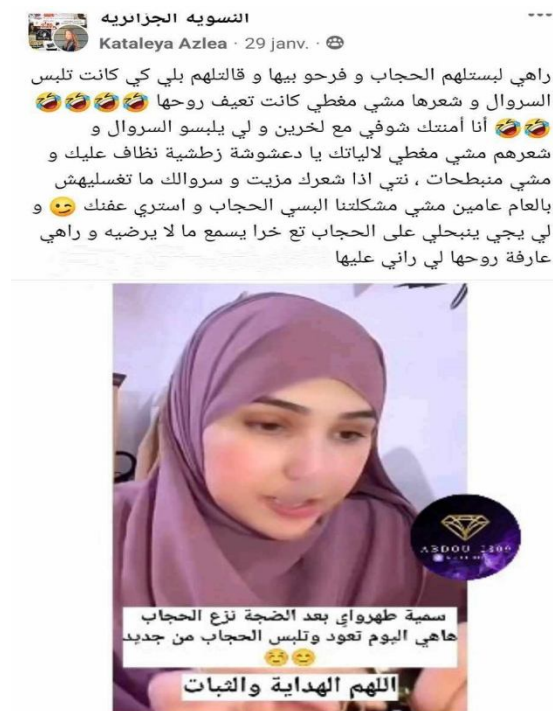 النسوية الجزائرية
Kataleya Azlea · 29 janv. ·
راهي لبستلهم الحجاب و فرحو بيها و قالتلهم بلي كي كانت تلبس
السروال و شعرها مشي مغطي كانت تعيف روحها 🤣🤣🤣🤣
🤣🤣 أنا أمنتك شوفي مع لخرين و لي يلبسو السروال و
شعرهم مشي مغطي لالياتك يا دعشوشة زطشية نظاف عليك و
مشي منبطحات ، نتي اذا شعرك مزيت و سروالك ما تغسليهش
بالعام عامين مشي مشكلتنا البسي الحجاب و استري عفنك 😉 و
لي يجي ينبحلي على الحجاب تع خرا يسمع ما لا يرضيه و راهي
عارفة روحها لي راني عليها
ABDOU
سمية طهرواي بعد الضجة نزع الحجاب
هاهي اليوم تعود وتلبس الحجاب من جديد
☺️😊
اللهم الهداية والثبات